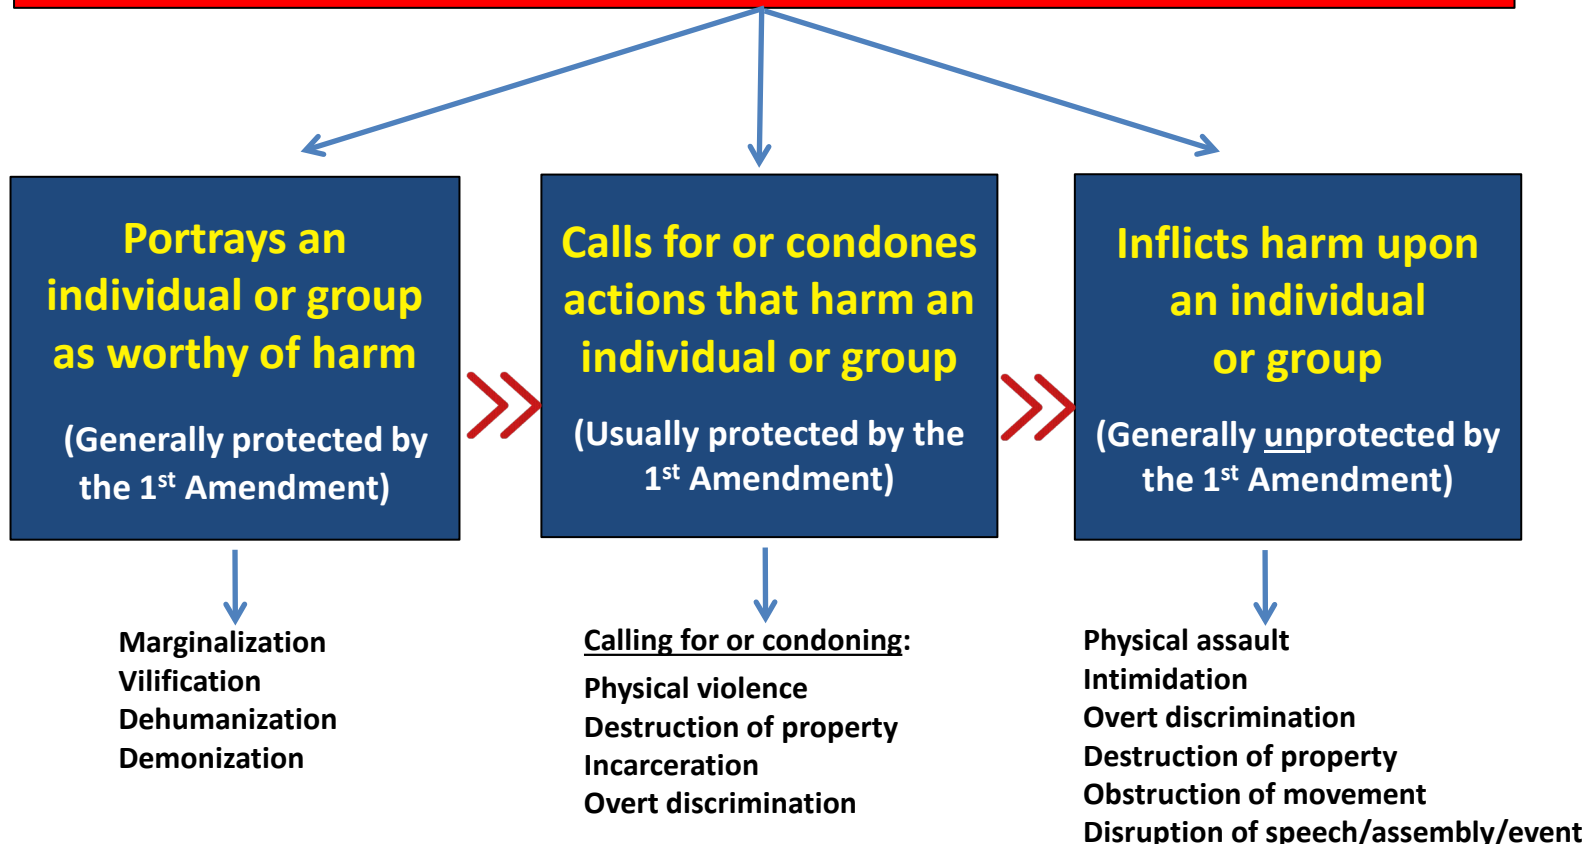 Portrays an
individual or group
as worthy of harm
(Generally protected by
the 1st Amendment)
Calls for or condones
actions that harm an
individual or group
(Usually protected by the
1st Amendment)
Inflicts harm upon
an individual
or group
(Generally unprotected by
the 1st Amendment)
Marginalization
Vilification
Dehumanization
Demonization
Calling for or condoning:
Physical violence
Destruction of property
Incarceration
Overt discrimination
Physical assault
Intimidation
Overt discrimination
Destruction of property
Obstruction of movement
Disruption of speech/assembly/event